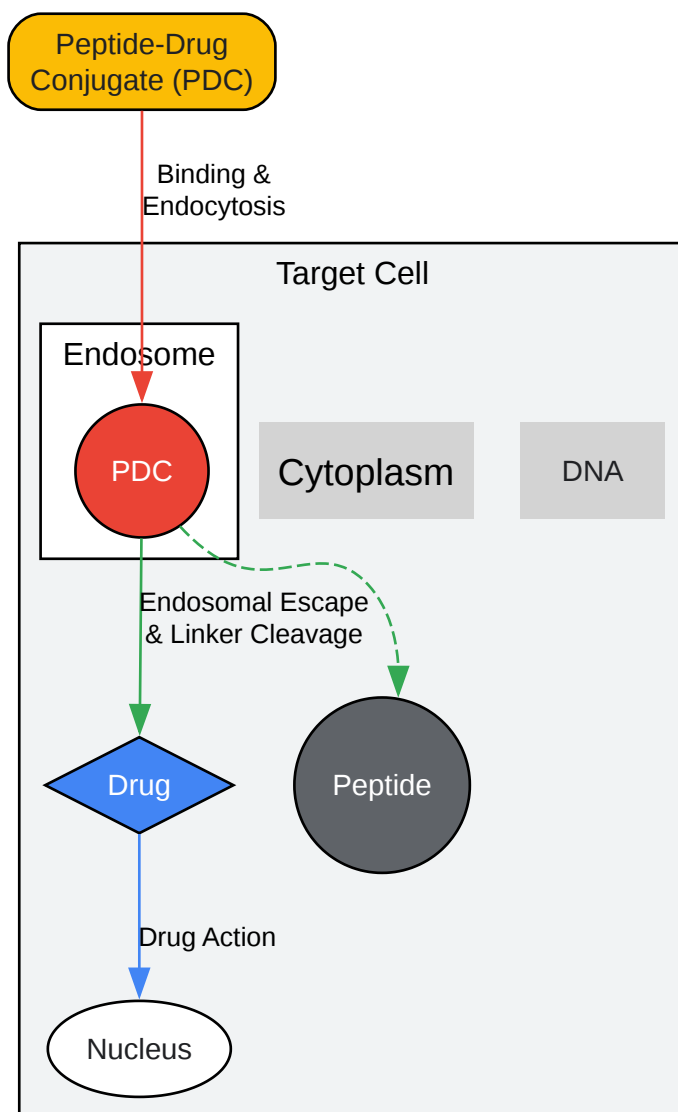 Peptide-Drug
Conjugate (PDC)
Binding &
Endocytosis
Target Cell
Endosome
PDC
Cytoplasm
DNA
Endosomal Escape
& Linker Cleavage
Drug
Peptide
Drug Action
Nucleus